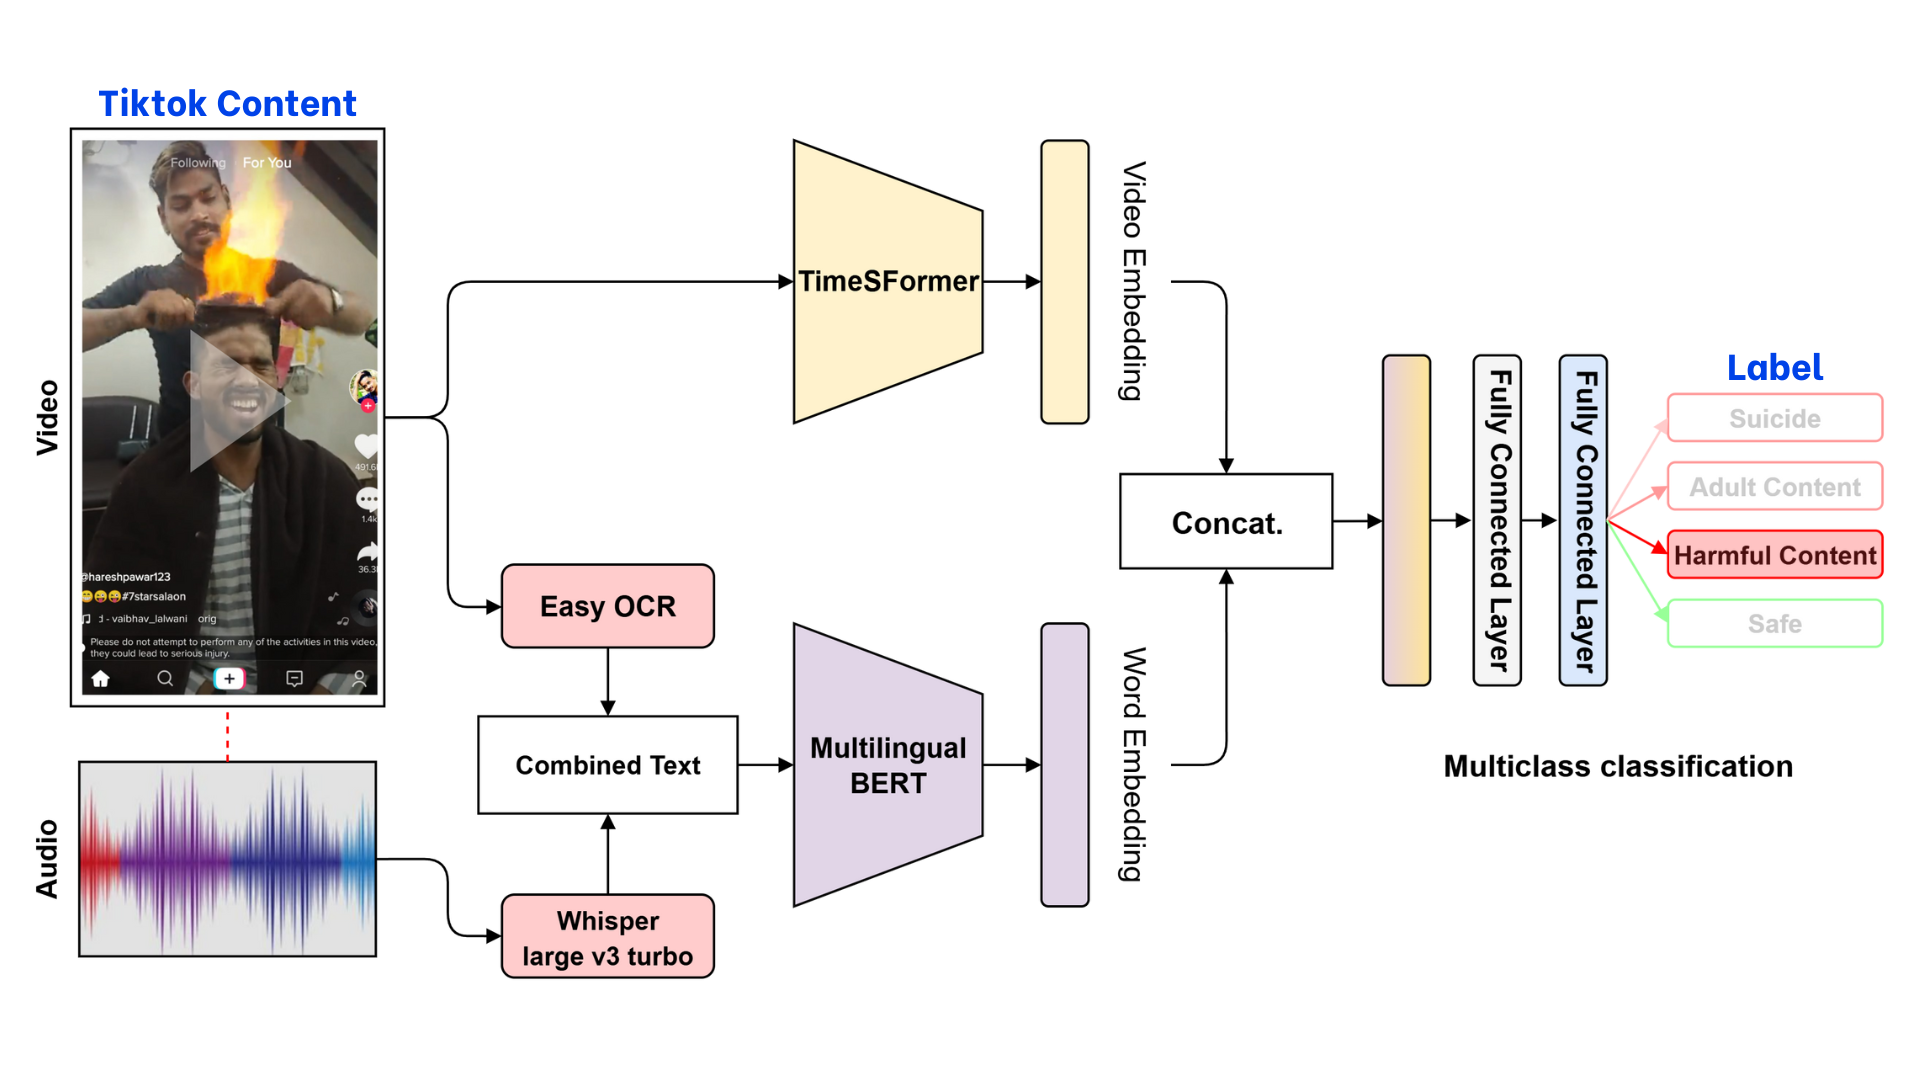 Tiktok Content
Following For You
491.6
1.4k
36.3
@hareshpawar123
😁😜😜#7starsalaon
d - vaibhav_lalwani orig
Please do not attempt to perform any of the activities in this video,
they could lead to serious injury.
Video
Audio
Easy OCR
Combined Text
Whisper
large v3 turbo
TimeSFormer
Video Embedding
Multilingual
BERT
Word Embedding
Concat.
Fully Connected Layer
Fully Connected Layer
Label
Suicide
Adult Content
Harmful Content
Safe
Multiclass classification